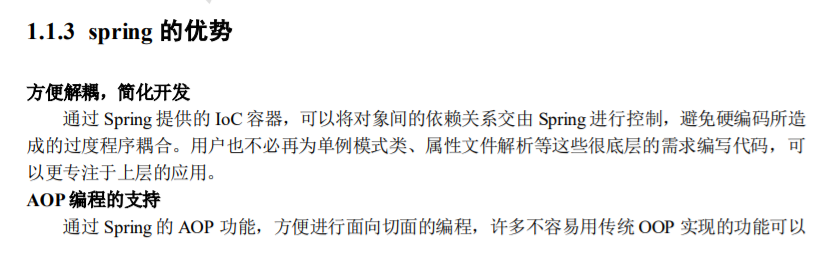 1.1.3 spring 的优势
方便解耦，简化开发
通过 Spring 提供的 IoC 容器，可以将对象间的依赖关系交由 Spring 进行控制，避免硬编码所造
成的过度程序耦合。用户也不必再为单例模式类、属性文件解析等这些很底层的需求编写代码，可
以更专注于上层的应用。
AOP 编程的支持
通过 Spring 的 AOP 功能，方便进行面向切面的编程，许多不容易用传统 OOP 实现的功能可以